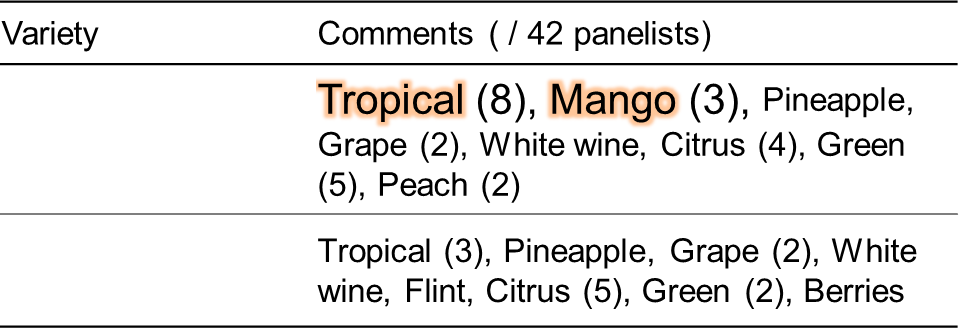 Variety Comments ( / 42 panelists)
Tropical (8), Mango (3), Pineapple,
Grape (2), White wine, Citrus (4), Green
(5), Peach (2)
Tropical (3), Pineapple, Grape (2), White
wine, Flint, Citrus (5), Green (2), Berries